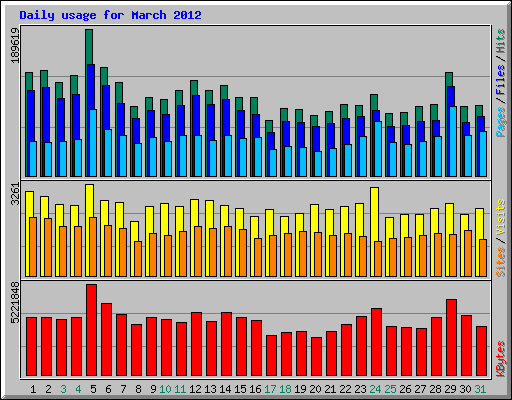 Daily usage for March 2012
189619
Pages / Files / Hits
3261
Sites / Visits
5221848
KBytes
1 2 3 4 5 6 7 8 9 10 11 12 13 14 15 16 17 18 19 20 21 22 23 24 25 26 27 28 29 30 31